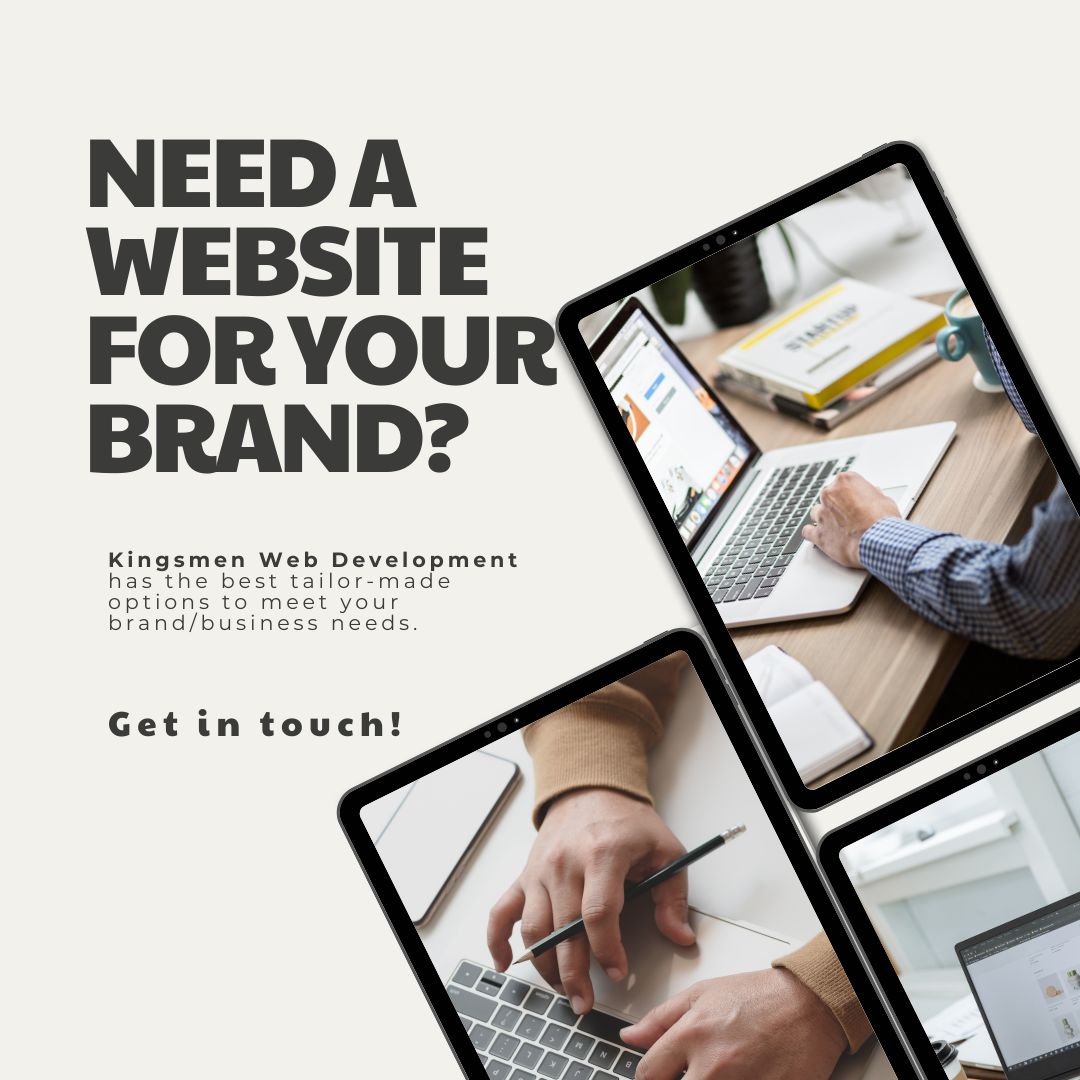 NEED A
WEBSITE
FOR YOUR
BRAND?
Kingsmen Web Development
has the best tailor-made
options to meet your
brand/business needs.
Get in touch!
STARTUP